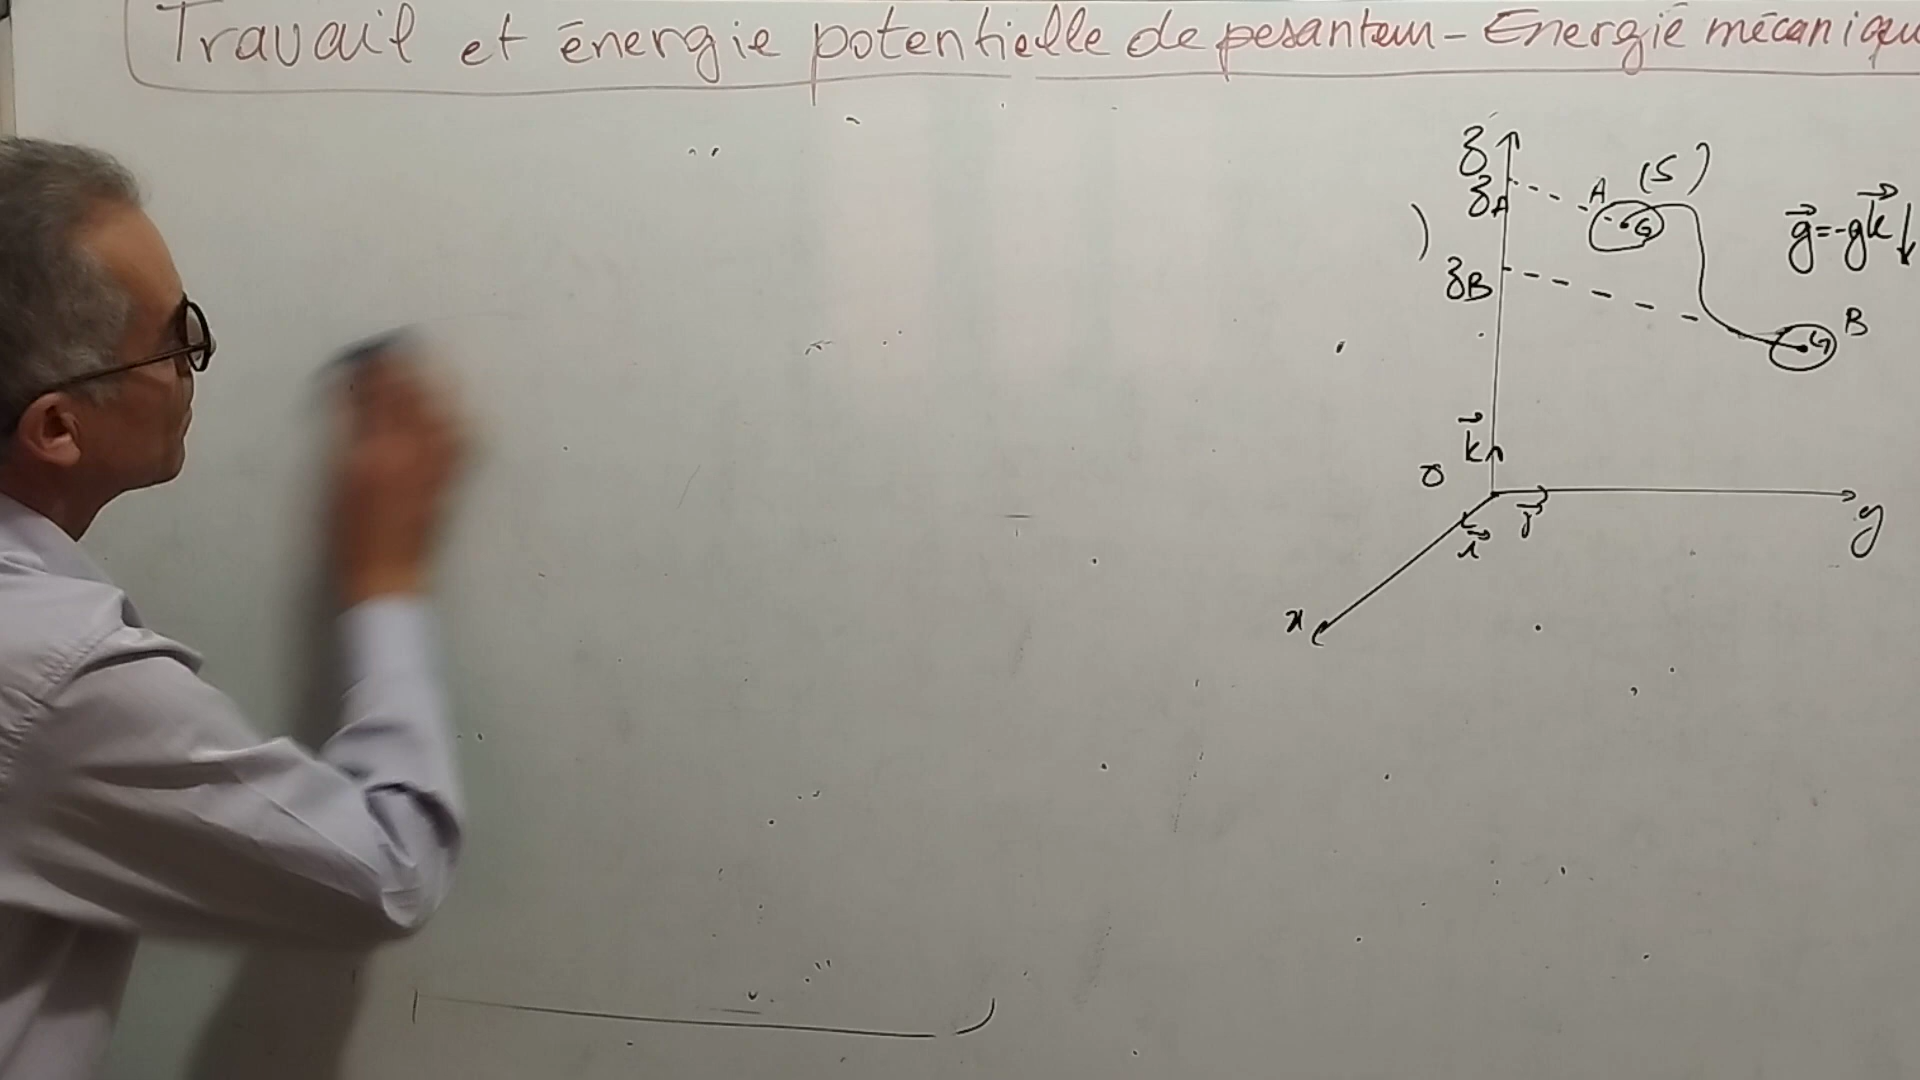 Travail et énergie potentielle de pesanteur - Energie mécanique
z
zA
A
(S)
G
g⃗=-gk⃗
zB
B
G
k⃗
O
j⃗
i⃗
y
x